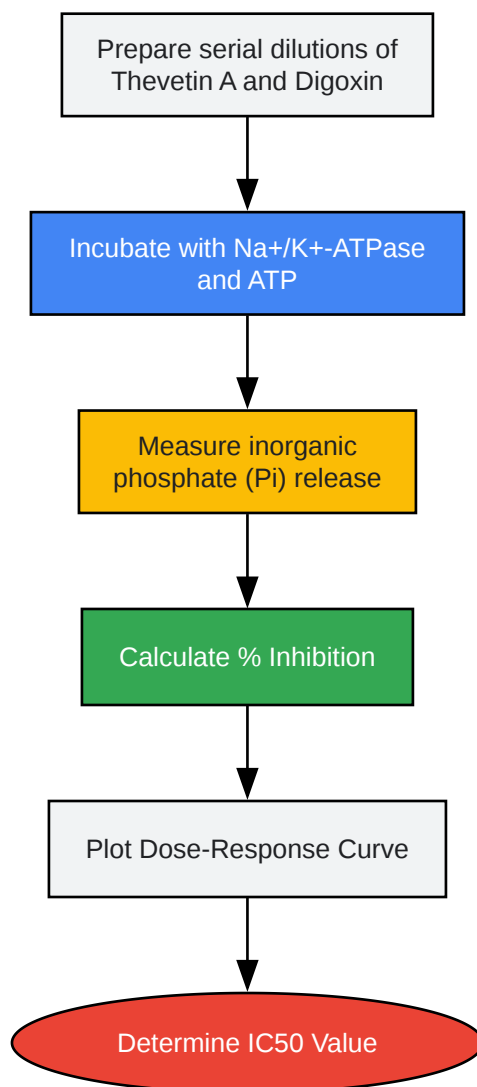 Prepare serial dilutions of
Thevetin A and Digoxin
Incubate with Na+/K+-ATPase
and ATP
Measure inorganic
phosphate (Pi) release
Calculate % Inhibition
Plot Dose-Response Curve
Determine IC50 Value